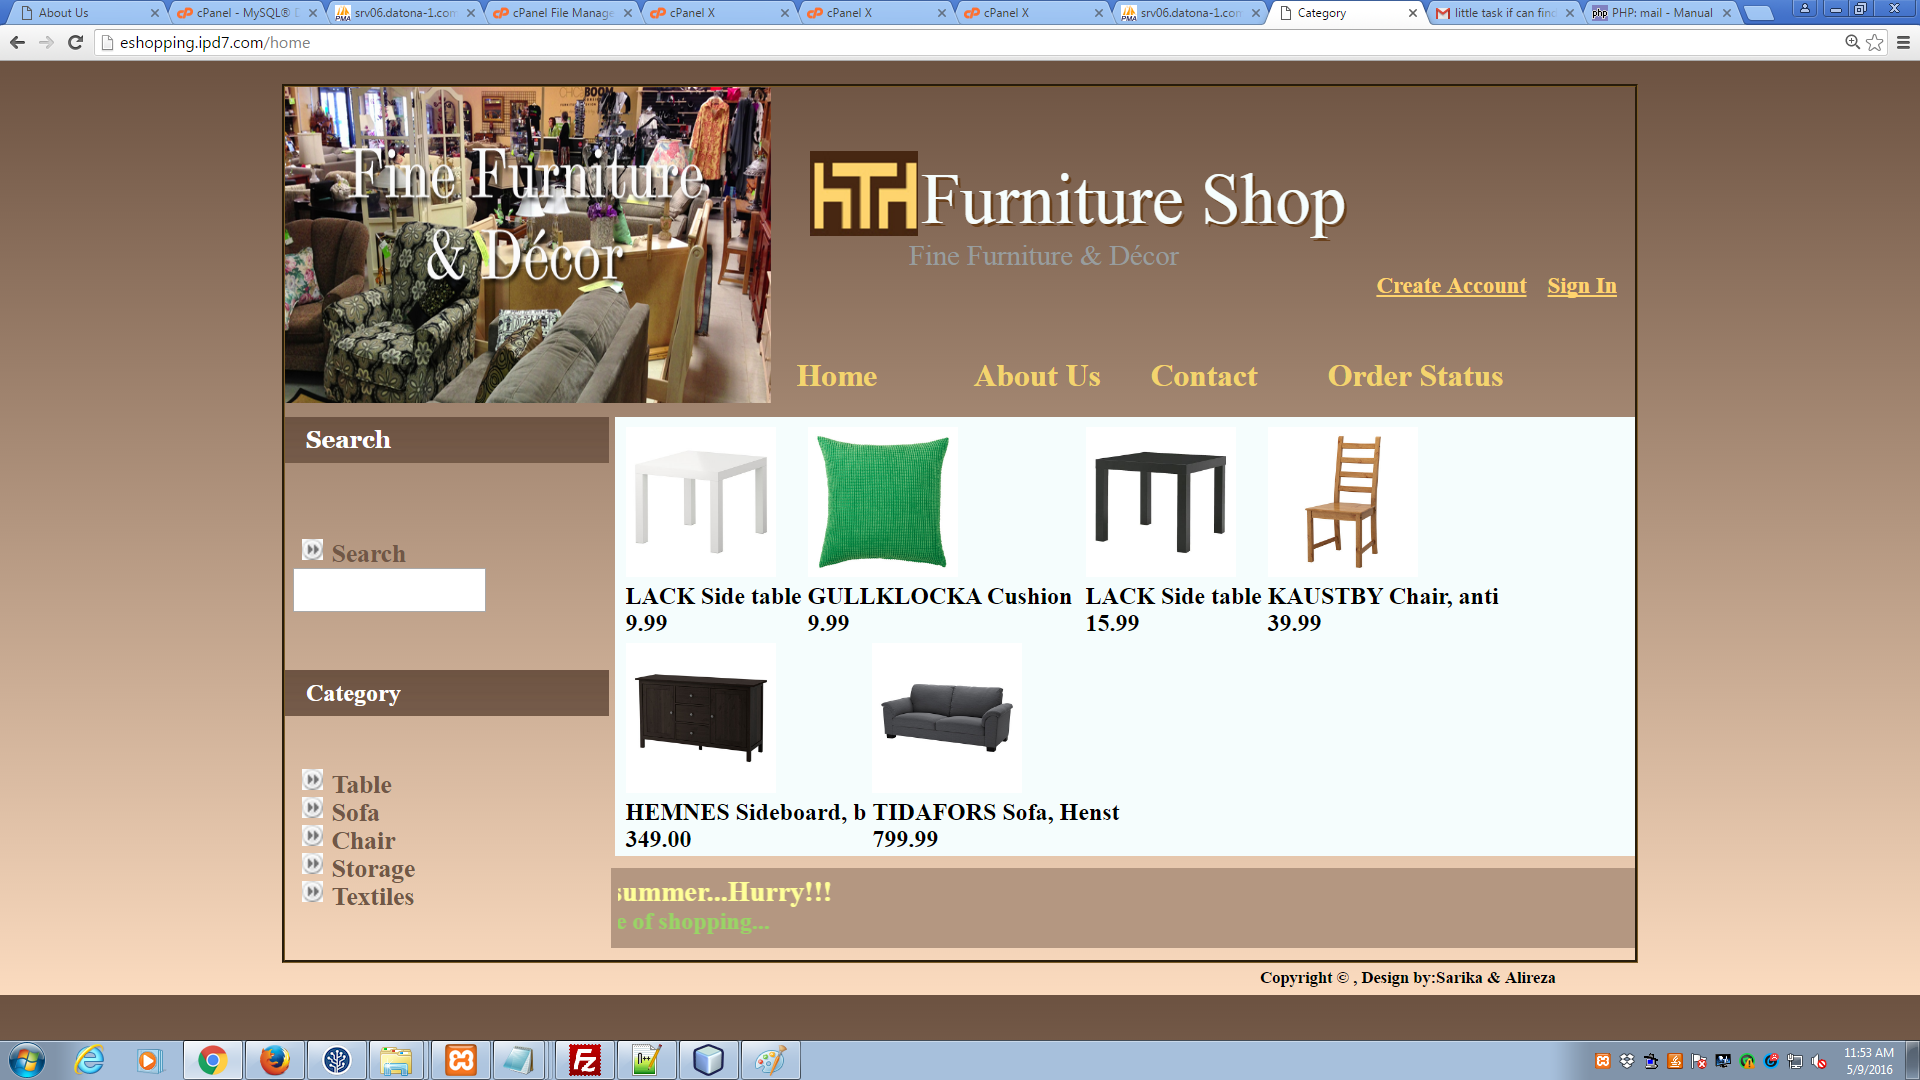 About Us
cPanel - MySQL® D
srv06.datona-1.com
cPanel File Manage
cPanel X
cPanel X
cPanel X
srv06.datona-1.com
Category
little task if can find
PHP: mail - Manual
eshopping.ipd7.com/home
Fine Furniture
& Décor
Furniture Shop
Fine Furniture & Décor
Create Account Sign In
Home About Us Contact Order Status
Search
Search
Category
Table
Sofa
Chair
Storage
Textiles
LACK Side table GULLKLOCKA Cushion LACK Side table KAUSTBY Chair, anti
9.99 9.99 15.99 39.99
HEMNES Sideboard, b TIDAFORS Sofa, Henst
349.00 799.99
summer...Hurry!!!
e of shopping...
Copyright © , Design by:Sarika & Alireza
11:53 AM
5/9/2016